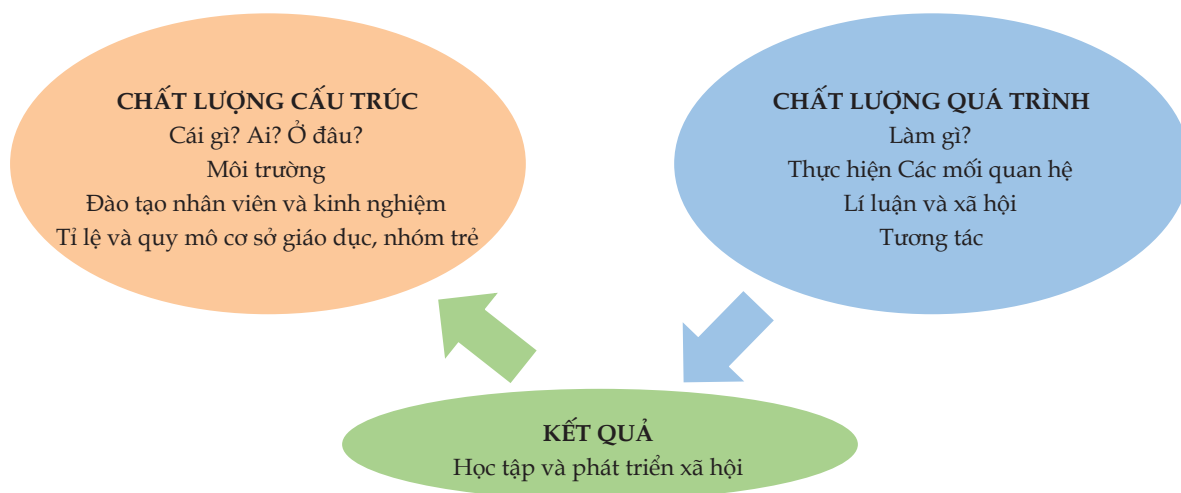 CHẤT LƯỢNG CẤU TRÚC
Cái gì? Ai? Ở đâu?
Môi trường
Đào tạo nhân viên và kinh nghiệm
Tỉ lệ và quy mô cơ sở giáo dục, nhóm trẻ
CHẤT LƯỢNG QUÁ TRÌNH
Làm gì?
Thực hiện Các mối quan hệ
Lí luận và xã hội
Tương tác
KẾT QUẢ
Học tập và phát triển xã hội